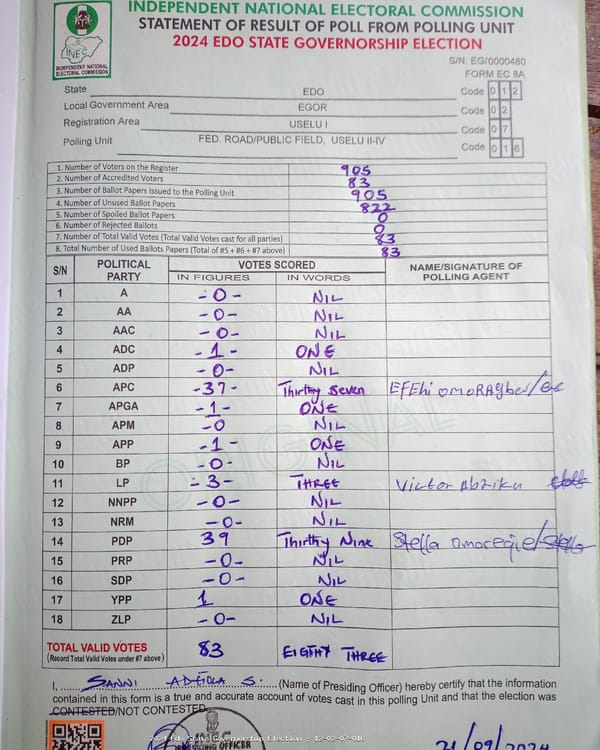 INDEPENDENT NATIONAL ELECTORAL COMMISSION
STATEMENT OF RESULT OF POLL FROM POLLING UNIT
2024 EDO STATE GOVERNORSHIP ELECTION
INEC
INDEPENDENT NATIONAL
ELECTORAL COMMISSION
S/N: EG/0000480
FORM EC 8A
State EDO Code 0 1 2
Local Government Area EGOR Code 0 2
Registration Area USELU I Code 0 7
Polling Unit FED. ROAD/PUBLIC FIELD, USELU II-IV Code 0 1 6
1. Number of Voters on the Register 905
2. Number of Accredited Voters 83
3. Number of Ballot Papers Issued to the Polling Unit 905
4. Number of Unused Ballot Papers 822
5. Number of Spoiled Ballot Papers 0
6. Number of Rejected Ballots 0
7. Number of Total Valid Votes (Total Valid Votes cast for all parties) 83
8. Total Number of Used Ballots Papers (Total of #5 + #6 + #7 above) 83
S/N POLITICAL PARTY VOTES SCORED NAME/SIGNATURE OF POLLING AGENT
IN FIGURES IN WORDS
1 A -0- NIL
2 AA -0- NIL
3 AAC -0- NIL
4 ADC -1- ONE
5 ADP -0- NIL
6 APC -37- Thirthy Seven EFEhi
7 APGA -1- ONE
8 APM -0 NIL
9 APP -1- ONE
10 BP -0- NIL
11 LP -3- THREE Victor
12 NNPP -0- NIL
13 NRM -0- NIL
14 PDP 39 Thirthy Nine Stella omoregie
15 PRP -0- NIL
16 SDP -0- NIL
17 YPP 1 ONE
18 ZLP -0- NIL
TOTAL VALID VOTES 83 EIGHTY THREE
(Record Total Valid Votes under #7 above)
ORIGINAL
I, SANNI ADEIOLA S. (Name of Presiding Officer) hereby certify that the information
contained in this form is a true and accurate account of votes cast in this polling Unit and that the election was
CONTESTED/NOT CONTESTED
2024 Edo State Governorship Election : 12-02-07-016
PRESIDING OFFICER
21/09/2024